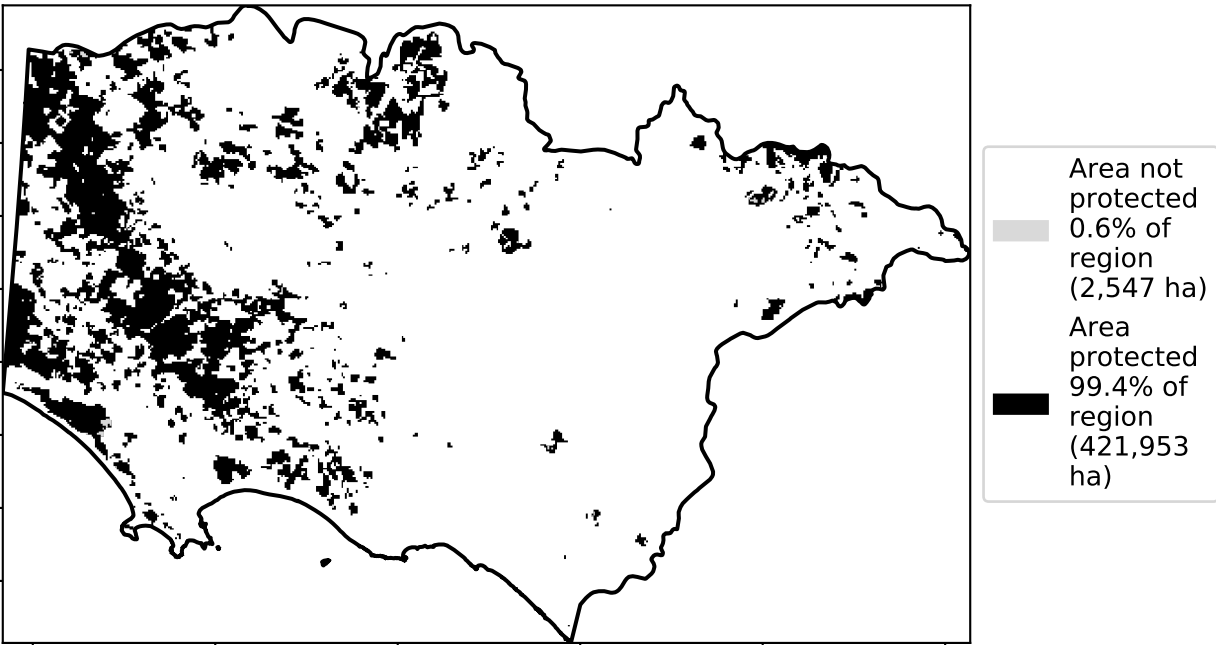 Area not
protected
0.6% of
region
(2,547 ha)
Area
protected
99.4% of
region
(421,953
ha)